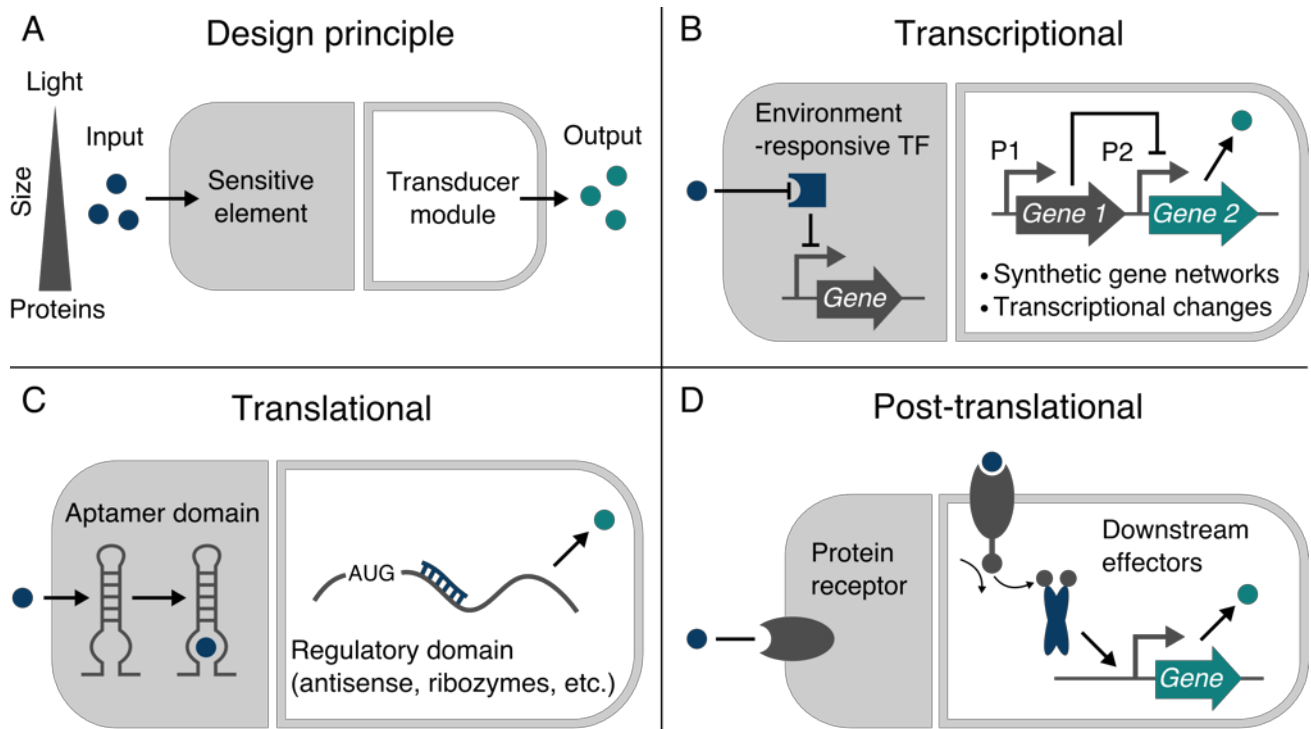 A
Design principle
Light
Size
Proteins
Input
Sensitive
element
Transducer
module
Output
B
Transcriptional
Environment
-responsive TF
Gene
P1
P2
Gene 1
Gene 2
• Synthetic gene networks
• Transcriptional changes
C
Translational
Aptamer domain
AUG
Regulatory domain
(antisense, ribozymes, etc.)
D
Post-translational
Protein
receptor
Downstream
effectors
Gene